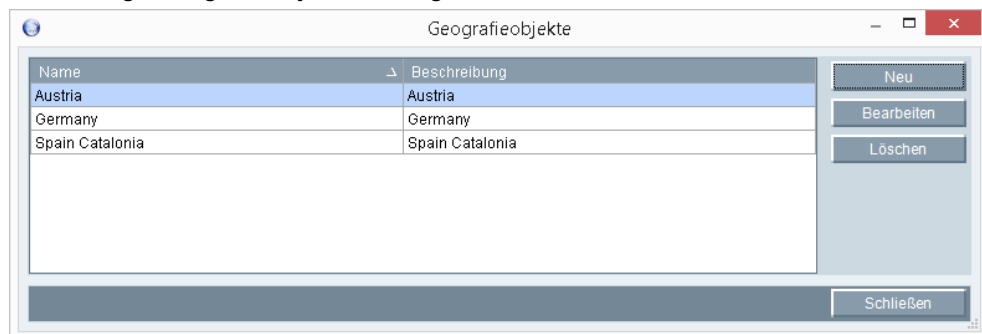 Geografieobjekte
Name Beschreibung
Austria Austria
Germany Germany
Spain Catalonia Spain Catalonia
Neu
Bearbeiten
Löschen
Schließen